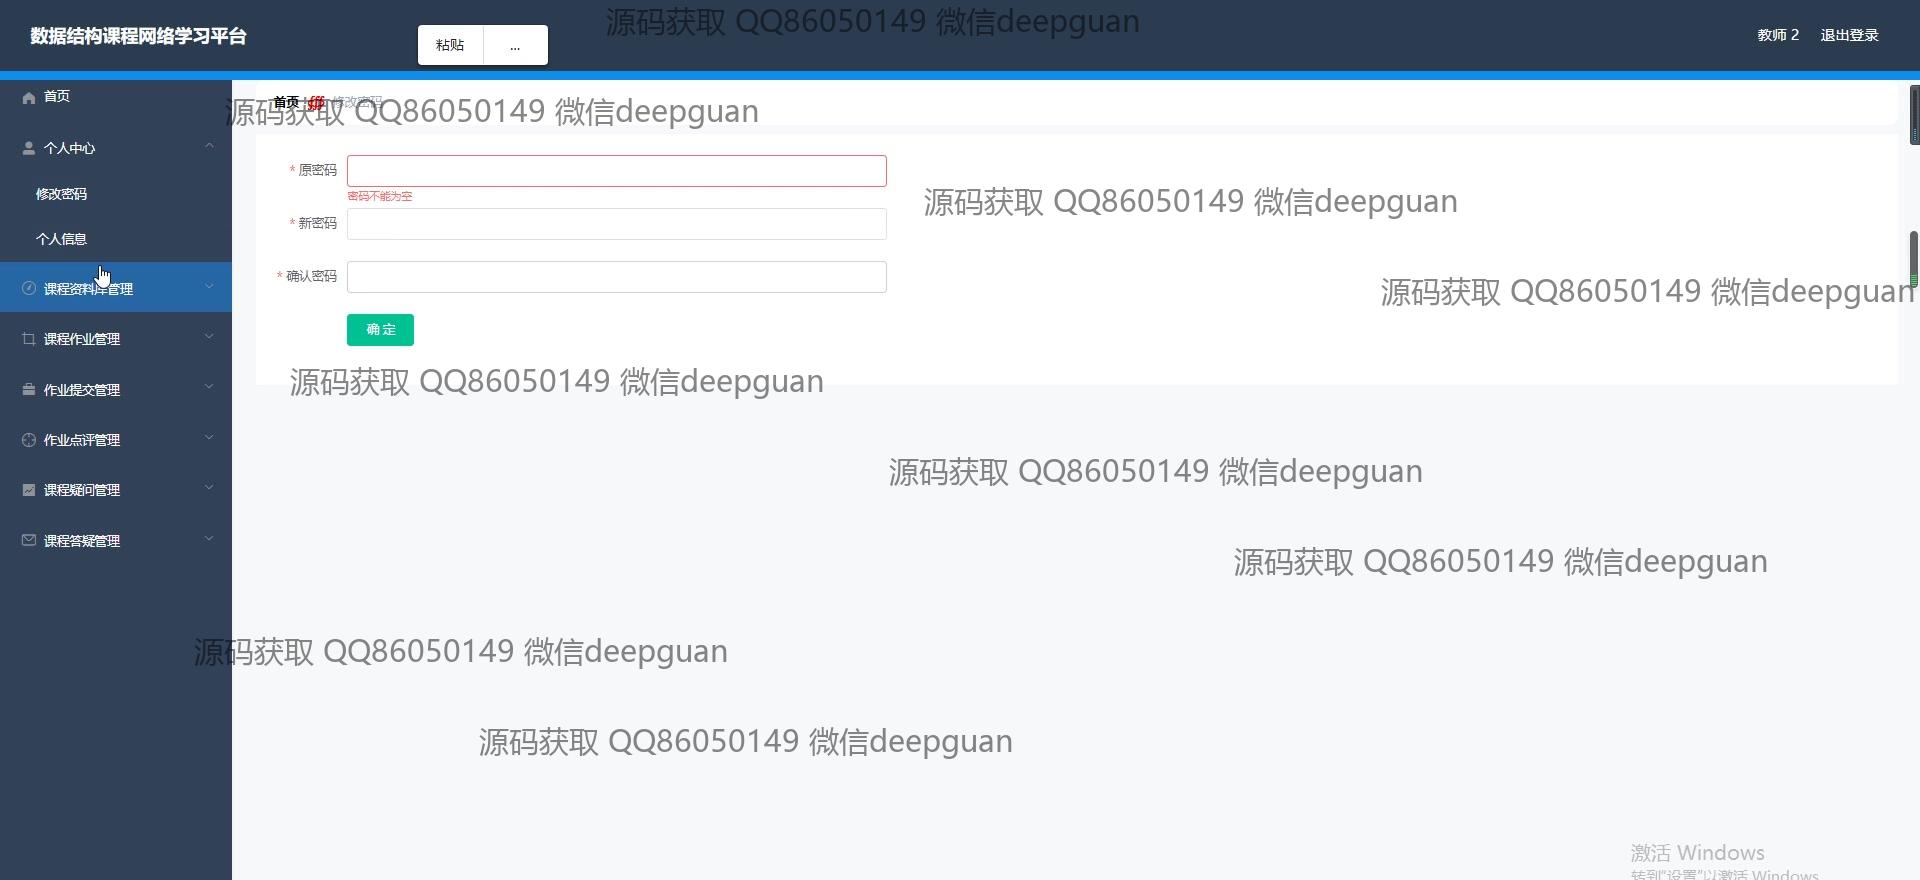 源码获取 QQ86050149 微信deepguan
数据结构课程网络学习平台
粘贴
...
教师 2
退出登录
首页
首页
修改密码
源码获取 QQ86050149 微信deepguan
个人中心
* 原密码
密码不能为空
修改密码
源码获取 QQ86050149 微信deepguan
* 新密码
个人信息
* 确认密码
课程资料库管理
源码获取 QQ86050149 微信deepguan
确 定
课程作业管理
源码获取 QQ86050149 微信deepguan
作业提交管理
作业点评管理
源码获取 QQ86050149 微信deepguan
课程疑问管理
课程答疑管理
源码获取 QQ86050149 微信deepguan
源码获取 QQ86050149 微信deepguan
源码获取 QQ86050149 微信deepguan
激活 Windows
转到"设置"以激活 Windows